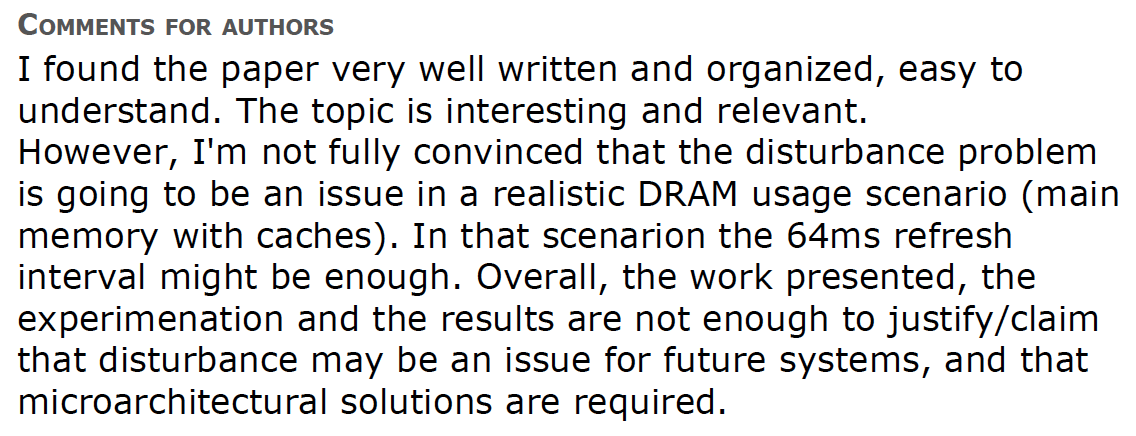 COMMENTS FOR AUTHORS
I found the paper very well written and organized, easy to
understand. The topic is interesting and relevant.
However, I'm not fully convinced that the disturbance problem
is going to be an issue in a realistic DRAM usage scenario (main
memory with caches). In that scenarion the 64ms refresh
interval might be enough. Overall, the work presented, the
experimenation and the results are not enough to justify/claim
that disturbance may be an issue for future systems, and that
microarchitectural solutions are required.